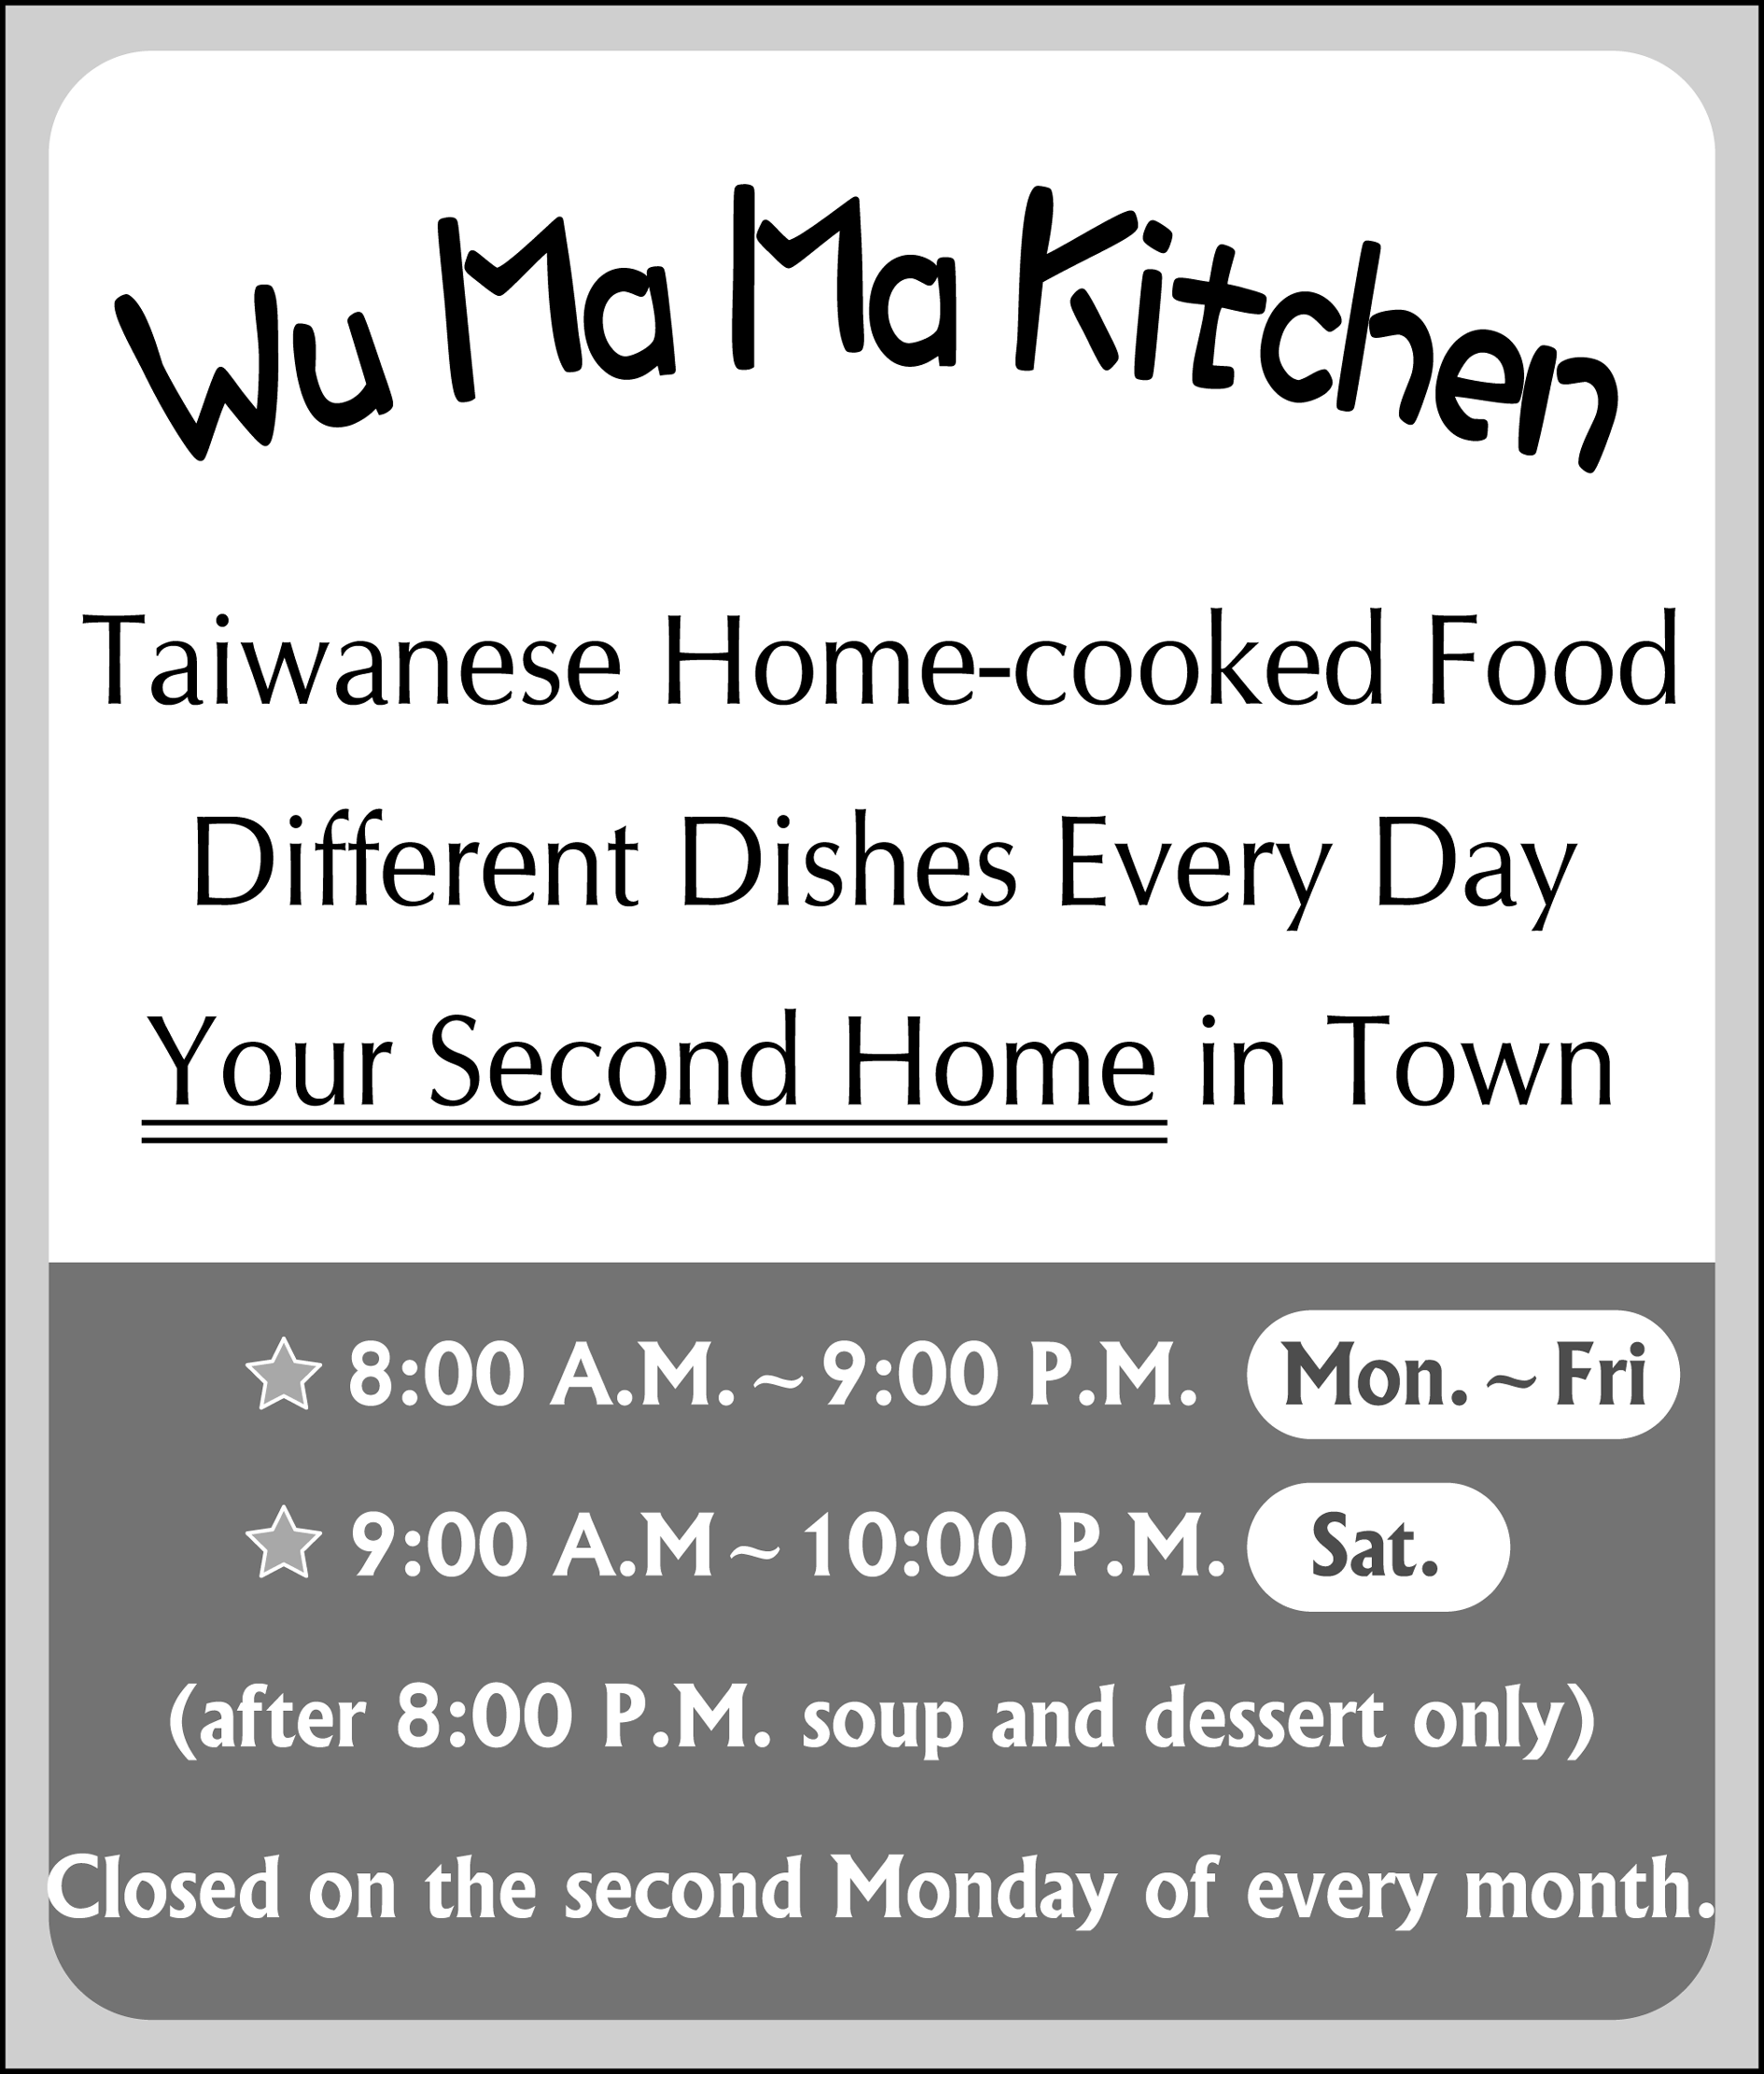 Wu Ma Ma Kitchen
Taiwanese Home-cooked Food
Different Dishes Every Day
Your Second Home in Town
☆ 8:00 A.M. ~ 9:00 P.M. Mon. ~ Fri
☆ 9:00 A.M ~ 10:00 P.M. Sat.
(after 8:00 P.M. soup and dessert only)
Closed on the second Monday of every month.